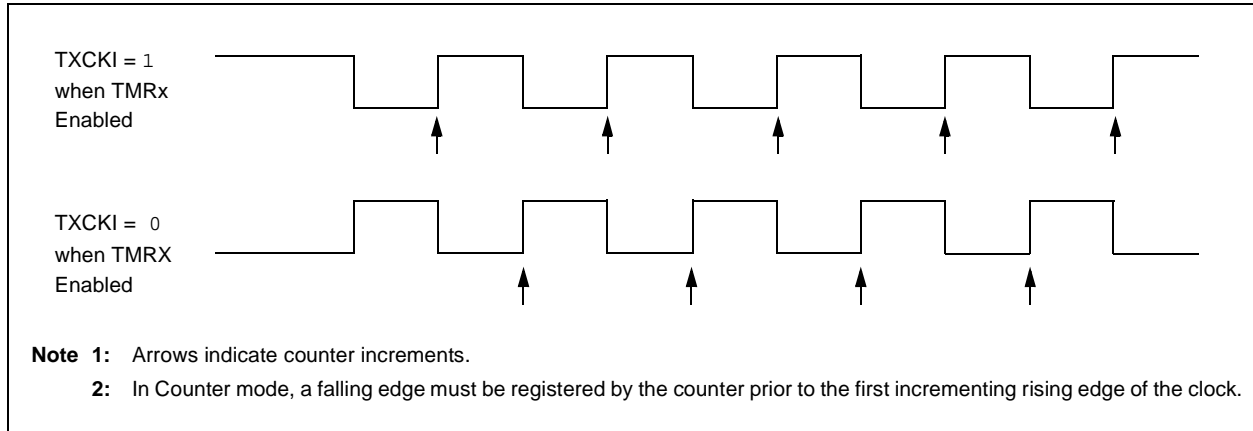 TXCKI = 1
when TMRx
Enabled
TXCKI = 0
when TMRX
Enabled
Note 1: Arrows indicate counter increments.
2: In Counter mode, a falling edge must be registered by the counter prior to the first incrementing rising edge of the clock.